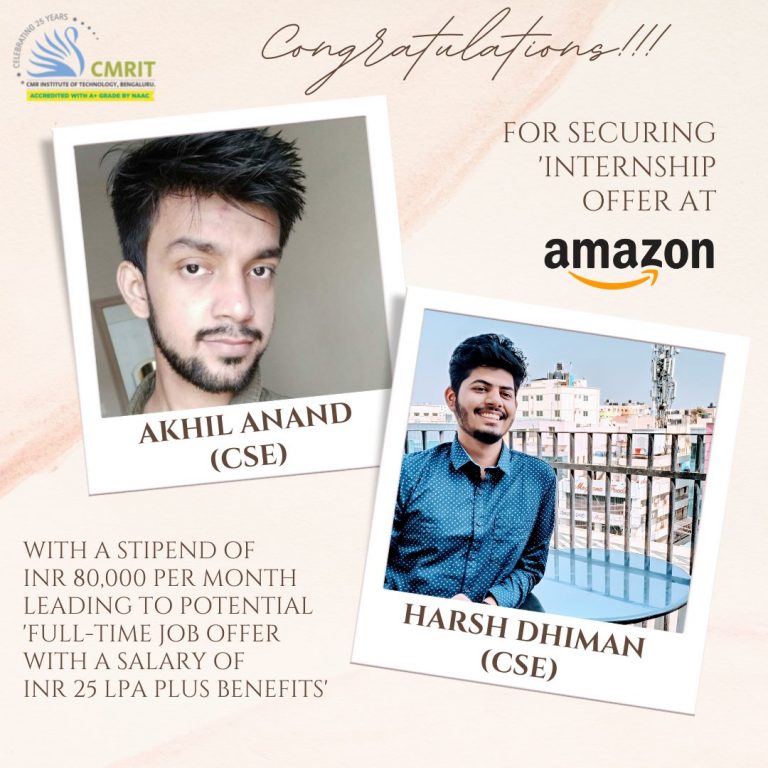 CELEBRATING 25 YEARS
CMRIT
CMR INSTITUTE OF TECHNOLOGY, BENGALURU.
ACCREDITED WITH A+ GRADE BY NAAC
Congratulations!!!
FOR SECURING
'INTERNSHIP
OFFER AT
amazon
AKHIL ANAND
(CSE)
HARSH DHIMAN
(CSE)
WITH A STIPEND OF
INR 80,000 PER MONTH
LEADING TO POTENTIAL
'FULL-TIME JOB OFFER
WITH A SALARY OF
INR 25 LPA PLUS BENEFITS'